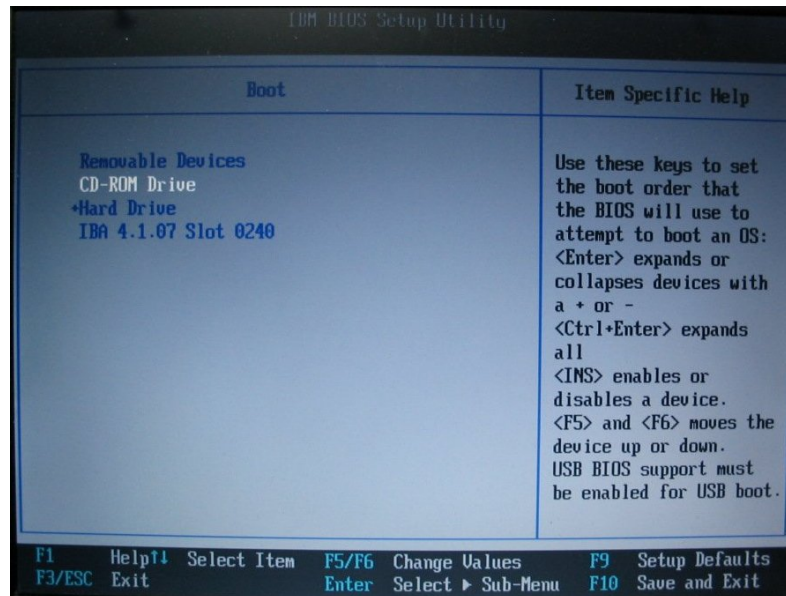 IBM BIOS Setup Utility
Boot
Item Specific Help
Removable Devices
CD-ROM Drive
+Hard Drive
IBA 4.1.07 Slot 0240
Use these keys to set
the boot order that
the BIOS will use to
attempt to boot an OS:
<Enter> expands or
collapses devices with
a + or -
<Ctrl+Enter> expands
all
<INS> enables or
disables a device.
<F5> and <F6> moves the
device up or down.
USB BIOS support must
be enabled for USB boot.
F1 Help↑↓ Select Item F5/F6 Change Values F9 Setup Defaults
F3/ESC Exit Enter Select ▶ Sub-Menu F10 Save and Exit